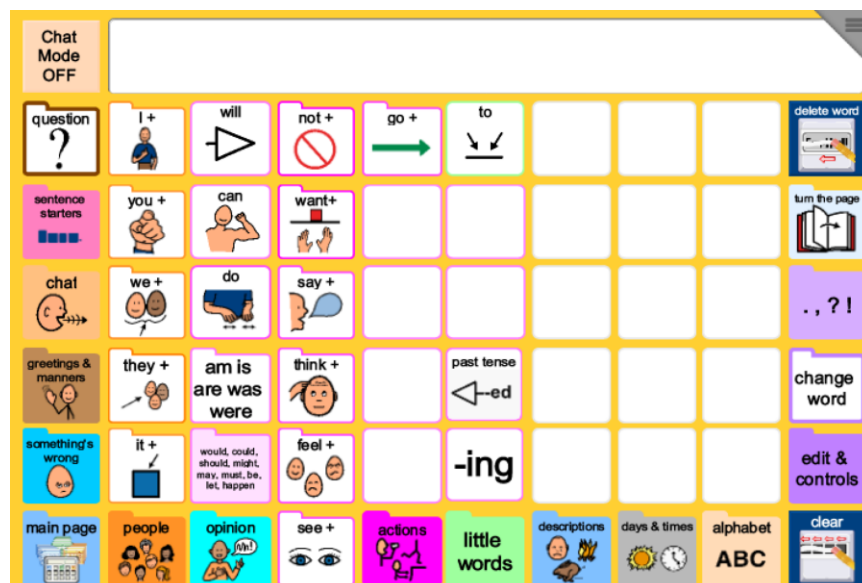 Chat
Mode
OFF
question
?
I +
will
not +
go +
to
delete word
sentence
starters
you +
can
want+
turn the page
chat
we +
do
say +
. , ? !
greetings &
manners
they +
am is
are was
were
think +
past tense
-ed
change
word
something's
wrong
it +
would, could,
should, might,
may, must, be,
let, happen
feel +
-ing
edit &
controls
main page
people
opinion
Nh!
see +
actions
little
words
descriptions
days & times
alphabet
ABC
clear